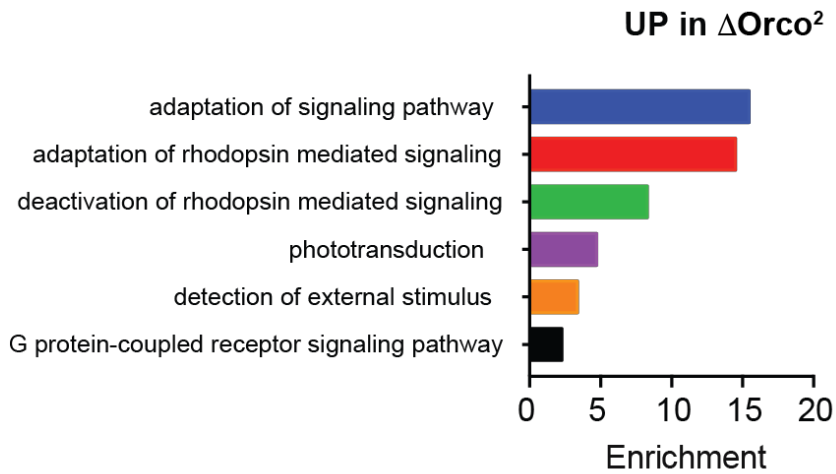 UP in ΔOrco²
adaptation of signaling pathway
adaptation of rhodopsin mediated signaling
deactivation of rhodopsin mediated signaling
phototransduction
detection of external stimulus
G protein-coupled receptor signaling pathway
0 5 10 15 20
Enrichment